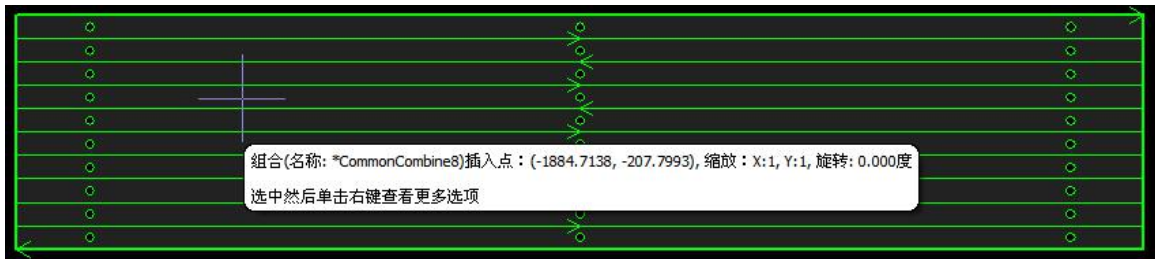 组合(名称: *CommonCombine8)插入点：(-1884.7138, -207.7993), 缩放：X:1, Y:1, 旋转: 0.000度
选中然后单击右键查看更多选项